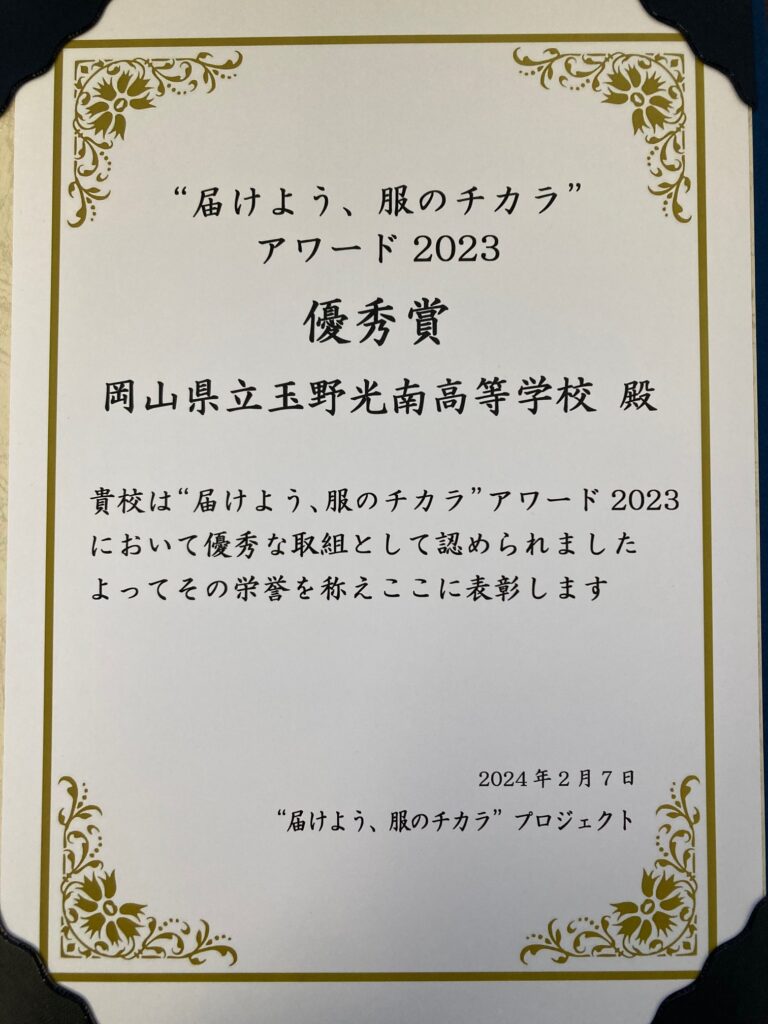 “届けよう、服のチカラ”
アワード 2023
優秀賞
岡山県立玉野光南高等学校 殿
貴校は“届けよう、服のチカラ”アワード 2023
において優秀な取組として認められました
よってその栄誉を称えここに表彰します
2024 年 2 月 7 日
“届けよう、服のチカラ” プロジェクト